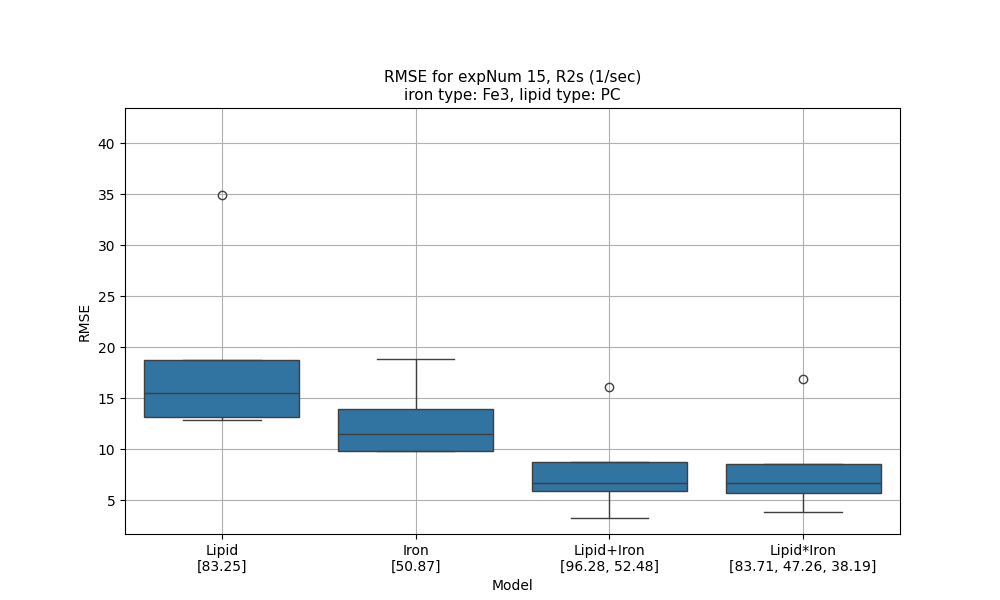 RMSE for expNum 15, R2s (1/sec)
iron type: Fe3, lipid type: PC
40
35
30
25
20
15
10
5
RMSE
Lipid
[83.25]
Iron
[50.87]
Lipid+Iron
[96.28, 52.48]
Lipid*Iron
[83.71, 47.26, 38.19]
Model